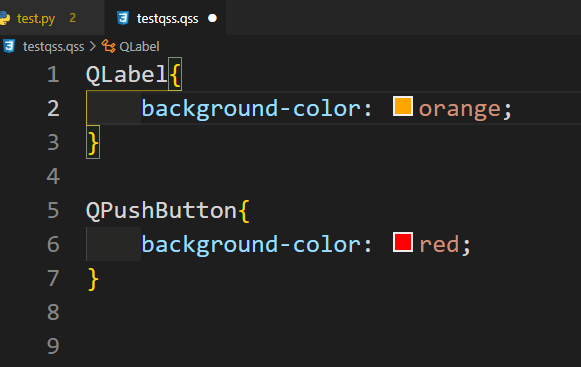 test.py 2 testqss.qss
testqss.qss > QLabel
1 QLabel{
2 background-color: orange;
3 }
4
5 QPushButton{
6 background-color: red;
7 }
8
9